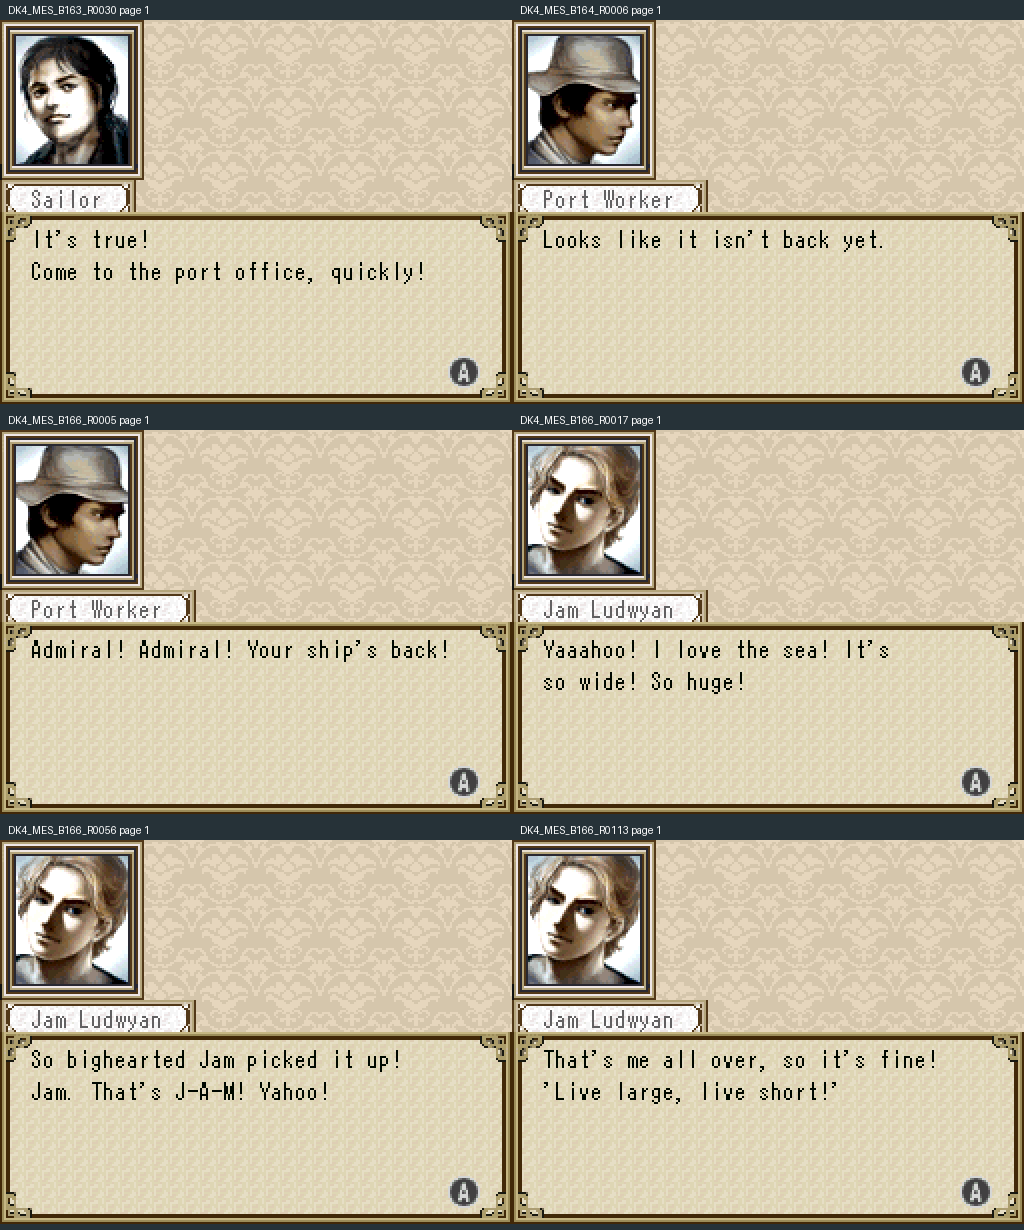 DK4_MES_B163_R0030 page 1
Sailor
It's true!
Come to the port office, quickly!
A
DK4_MES_B164_R0006 page 1
Port Worker
Looks like it isn't back yet.
A
DK4_MES_B166_R0005 page 1
Port Worker
Admiral! Admiral! Your ship's back!
A
DK4_MES_B166_R0017 page 1
Jam Ludwyan
Yaaahoo! I love the sea! It's
so wide! So huge!
A
DK4_MES_B166_R0056 page 1
Jam Ludwyan
So bighearted Jam picked it up!
Jam. That's J-A-M! Yahoo!
A
DK4_MES_B166_R0113 page 1
Jam Ludwyan
That's me all over, so it's fine!
'Live large, live short!'
A